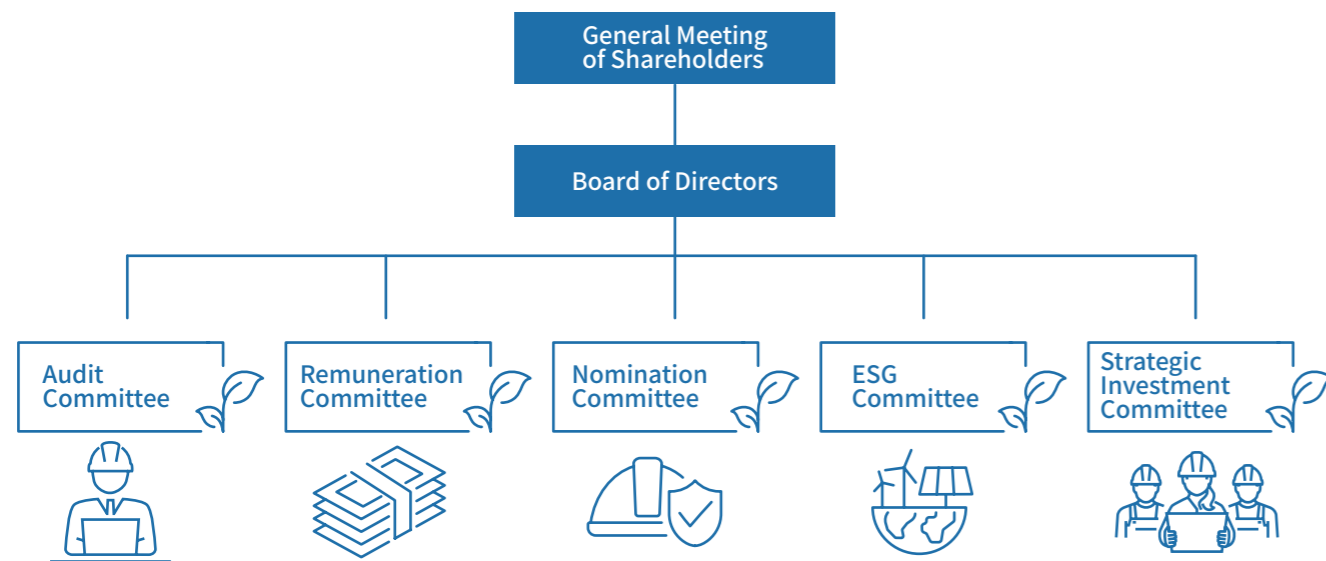 General Meeting
of Shareholders
Board of Directors
Audit
Committee
Remuneration
Committee
Nomination
Committee
ESG
Committee
Strategic
Investment
Committee